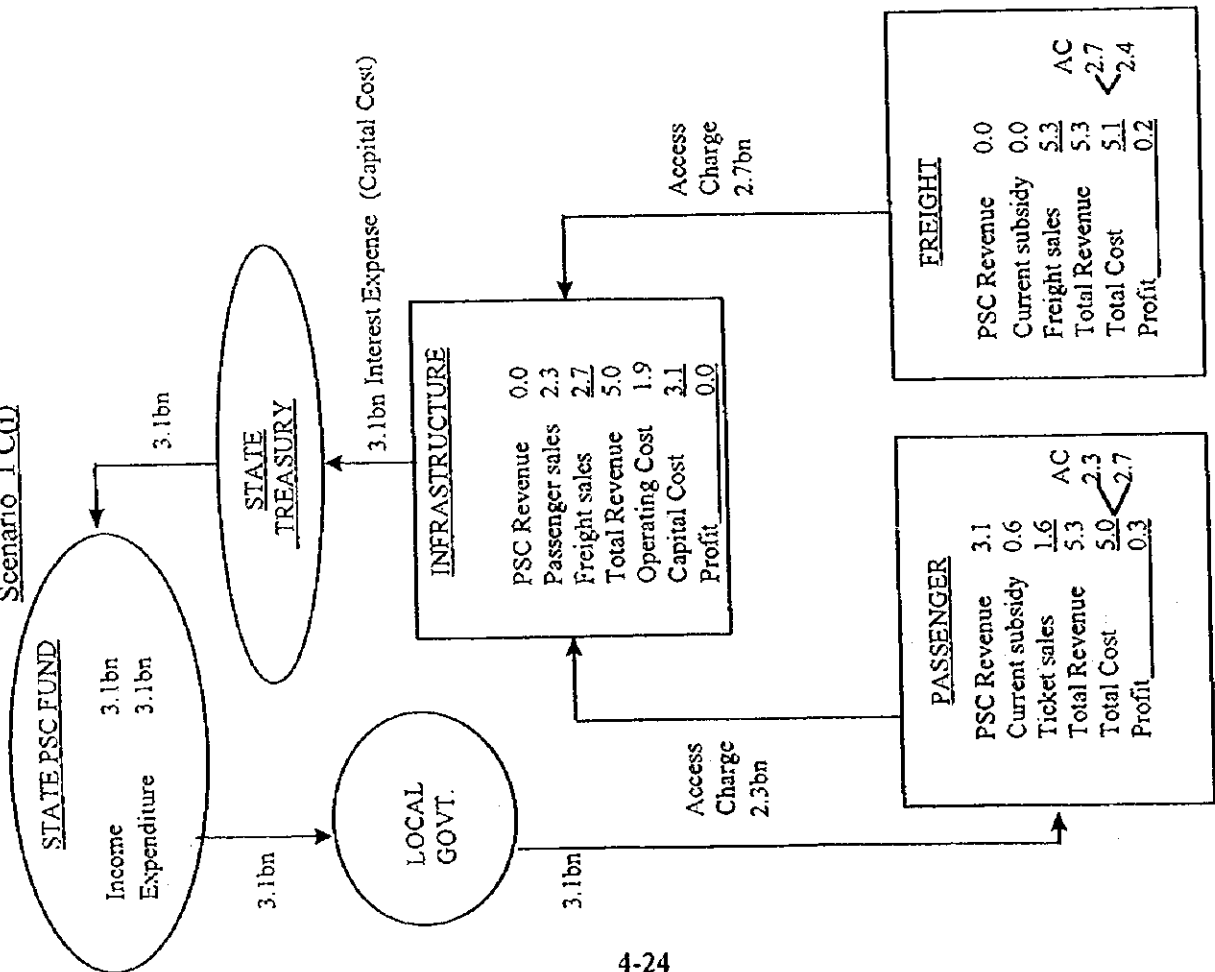 Scenario 1 C(i)
STATE PSC FUND
Income 3.1bn
Expenditure 3.1bn
3.1bn
STATE
TREASURY
3.1bn
LOCAL
GOVT.
3.1bn Interest Expense (Capital Cost)
3.1bn
INFRASTRUCTURE
PSC Revenue 0.0
Passenger sales 2.3
Freight sales 2.7
Total Revenue 5.0
Operating Cost 1.9
Capital Cost 3.1
Profit 0.0
Access
Charge
2.3bn
Access
Charge
2.7bn
PASSENGER
PSC Revenue 3.1
Current subsidy 0.6
Ticket sales 1.6 AC
Total Revenue 5.3 2.3
Total Cost 5.0 2.7
Profit 0.3
FREIGHT
PSC Revenue 0.0
Current subsidy 0.0
Freight sales 5.3 AC
Total Revenue 5.3 2.7
Total Cost 5.1 2.4
Profit 0.2
4-24